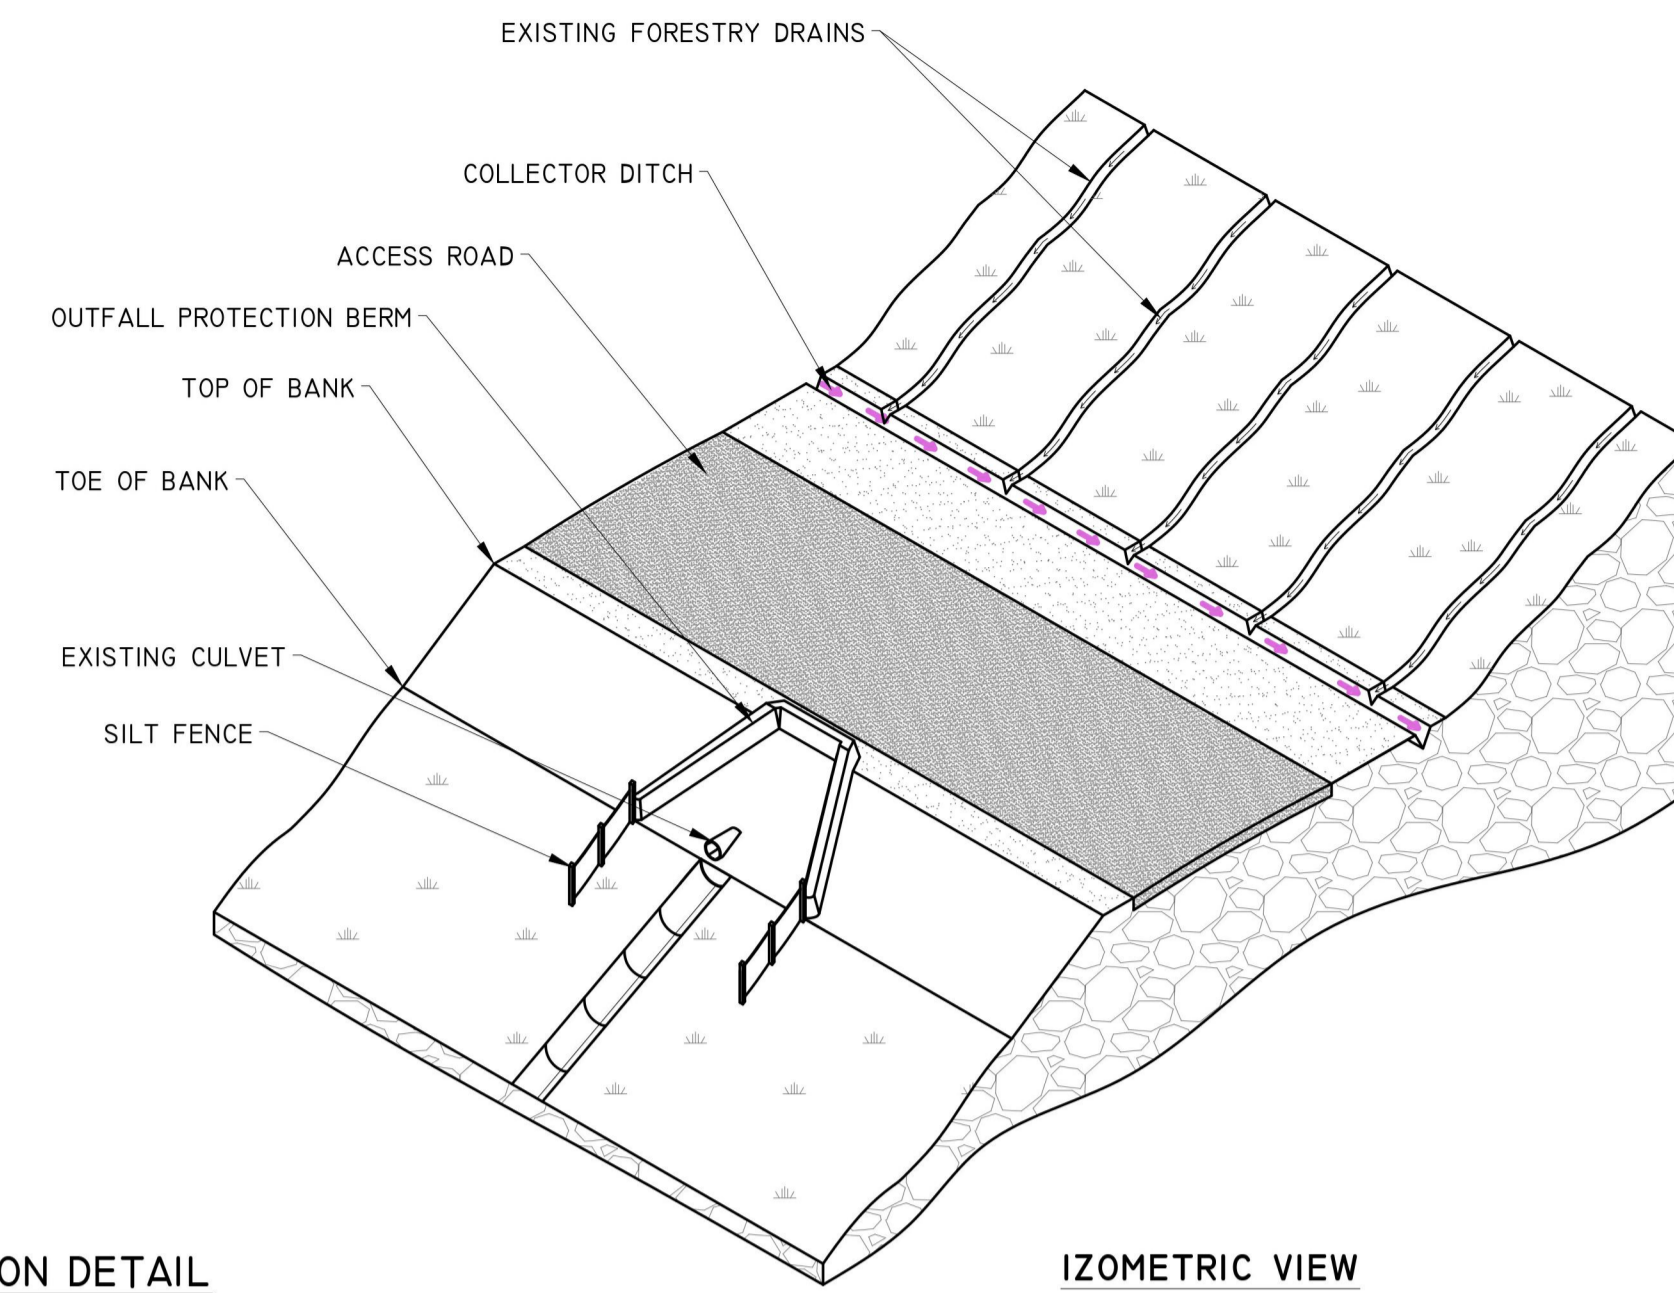 EXISTING FORESTRY DRAINS
COLLECTOR DITCH
ACCESS ROAD
OUTFALL PROTECTION BERM
TOP OF BANK
TOE OF BANK
EXISTING CULVET
SILT FENCE
ON DETAIL
IZOMETRIC VIEW